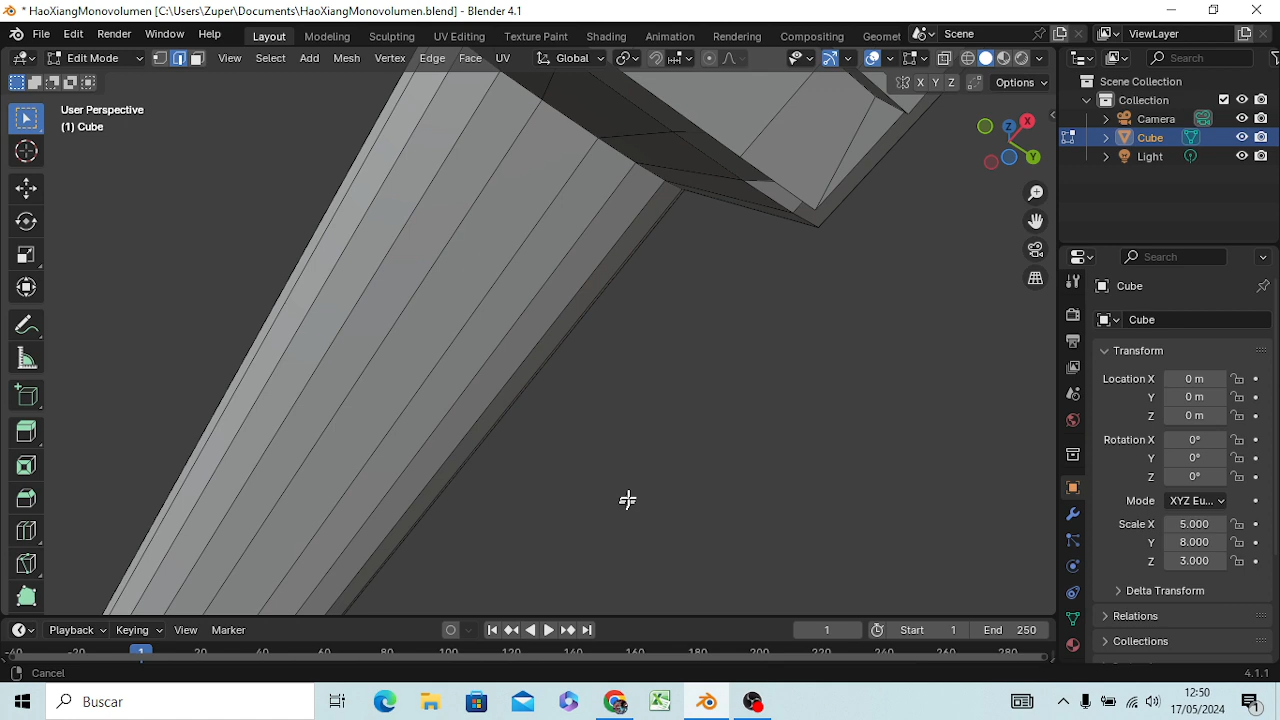 * HaoXiangMonovolumen [C:\Users\Zuper\Documents\HaoXiangMonovolumen.blend] - Blender 4.1
File Edit Render Window Help Layout Modeling Sculpting UV Editing Texture Paint Shading Animation Rendering Compositing Geomet Scene ViewLayer
Edit Mode View Select Add Mesh Vertex Edge Face UV Global Search
X Y Z Options
User Perspective
(1) Cube
X
Y
Z
Scene Collection
Collection
Camera
Cube
Light
Search
Cube
Cube
Transform
Location X 0 m
Y 0 m
Z 0 m
Rotation X 0°
Y 0°
Z 0°
Mode XYZ Eu...
Scale X 5.000
Y 8.000
Z 3.000
Delta Transform
Relations
Collections
Playback Keying View Marker 1 Start 1 End 250
-40 -20 1 20 40 60 80 100 120 140 160 180 200 220 240 260 280
Cancel 4.1.1
Buscar
12:50
17/05/2024
1